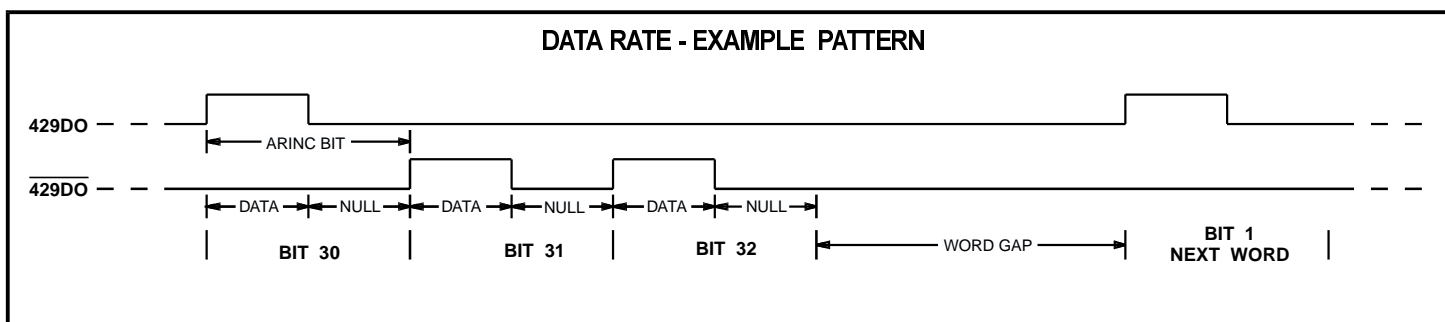 DATA RATE - EXAMPLE PATTERN
429DO
ARINC BIT
429DO
DATA NULL DATA NULL DATA NULL
BIT 30 BIT 31 BIT 32 WORD GAP BIT 1
NEXT WORD